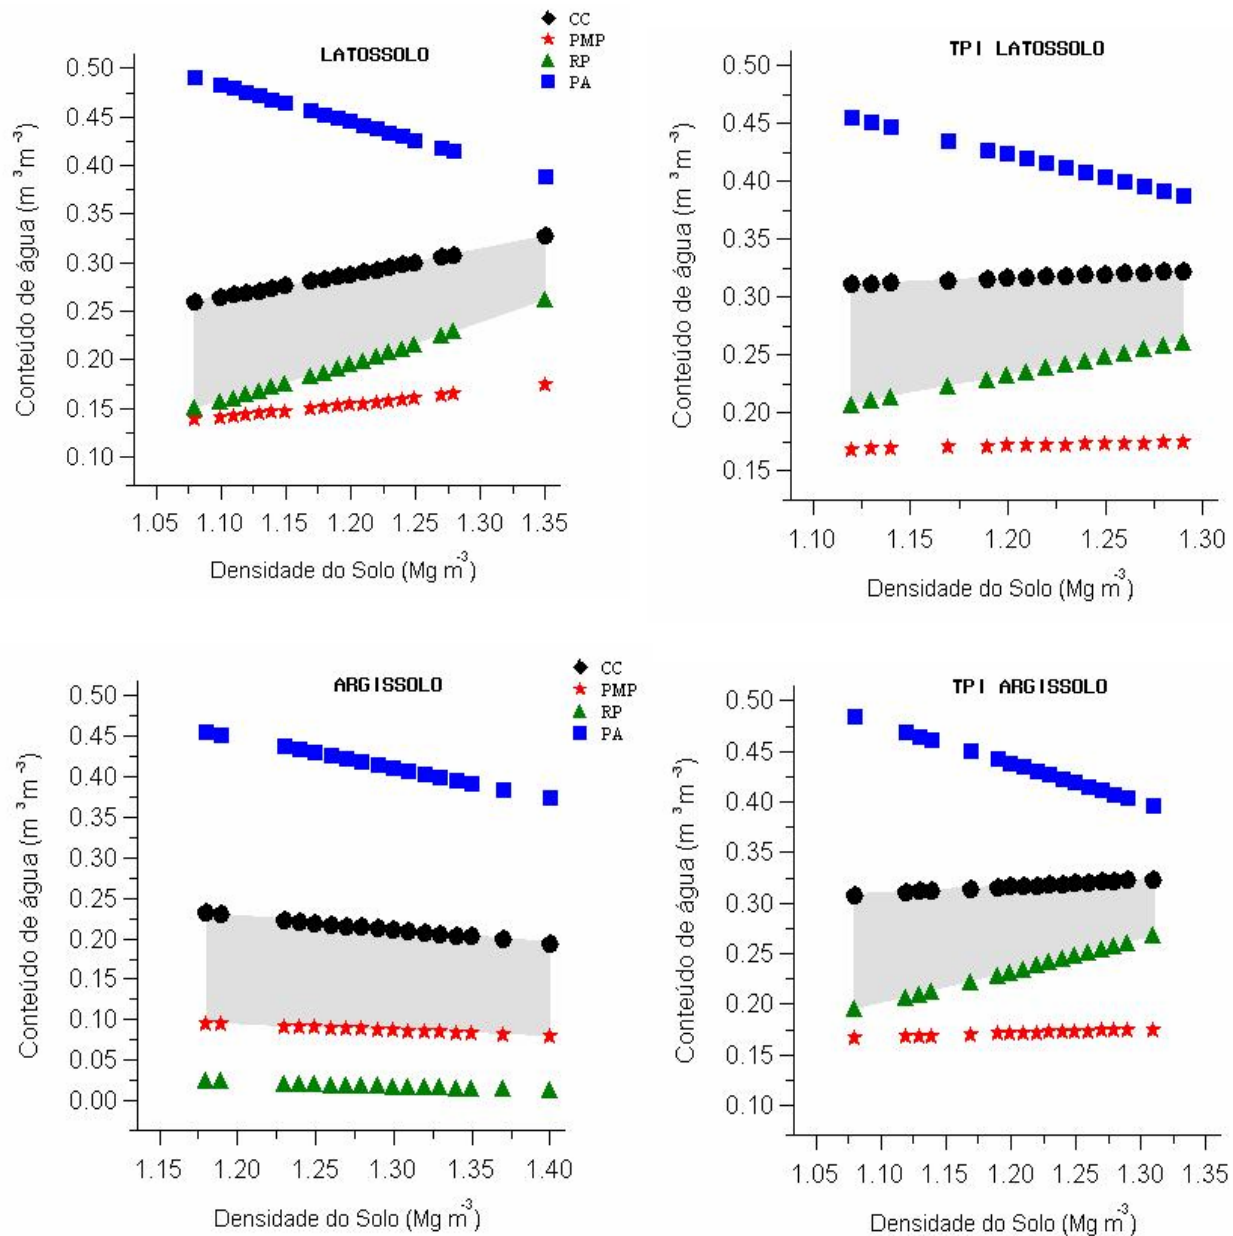 LATOSSOLO
CC
PMP
RP
PA
Conteúdo de água (m³m⁻³)
0.50
0.45
0.40
0.35
0.30
0.25
0.20
0.15
0.10
1.05 1.10 1.15 1.20 1.25 1.30 1.35
Densidade do Solo (Mg m⁻³)
TPI LATOSSOLO
Conteúdo de água (m³m⁻³)
0.50
0.45
0.40
0.35
0.30
0.25
0.20
0.15
1.10 1.15 1.20 1.25 1.30
Densidade do Solo (Mg m⁻³)
ARGISSOLO
CC
PMP
RP
PA
Conteúdo de água (m³m⁻³)
0.50
0.45
0.40
0.35
0.30
0.25
0.20
0.15
0.10
0.05
0.00
1.15 1.20 1.25 1.30 1.35 1.40
Densidade do Solo (Mg m⁻³)
TPI ARGISSOLO
Conteúdo de água (m³m⁻³)
0.50
0.45
0.40
0.35
0.30
0.25
0.20
0.15
0.10
1.05 1.10 1.15 1.20 1.25 1.30 1.35
Densidade do Solo (Mg m⁻³)